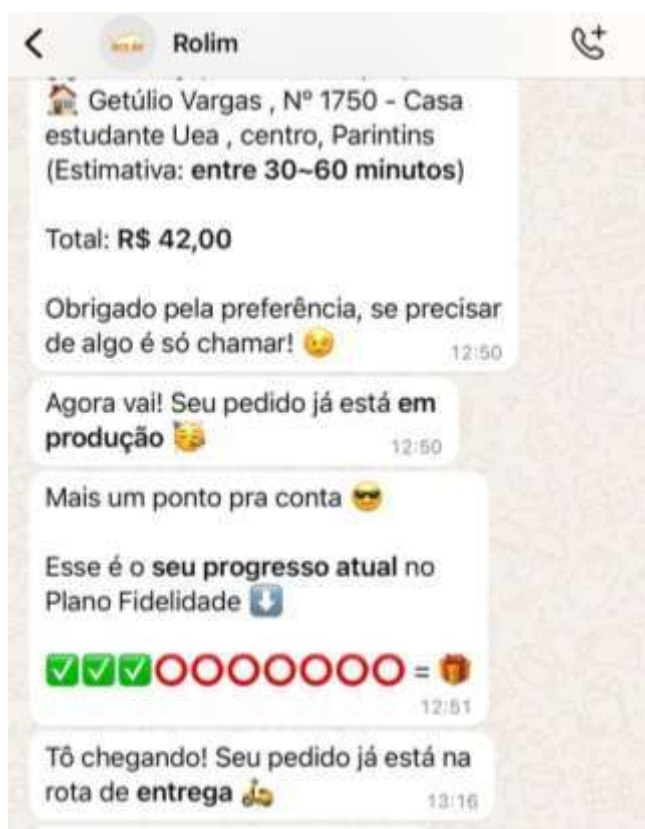 Rolim
🏠 Getúlio Vargas , Nº 1750 - Casa
estudante Uea , centro, Parintins
(Estimativa: entre 30~60 minutos)
Total: R$ 42,00
Obrigado pela preferência, se precisar
de algo é só chamar! 😉
12:50
Agora vai! Seu pedido já está em
produção 🥳
12:50
Mais um ponto pra conta 😎
Esse é o seu progresso atual no
Plano Fidelidade ⬇️
✅✅✅⭕⭕⭕⭕⭕⭕⭕ = 🎁
12:51
Tô chegando! Seu pedido já está na
rota de entrega 🛵
13:16